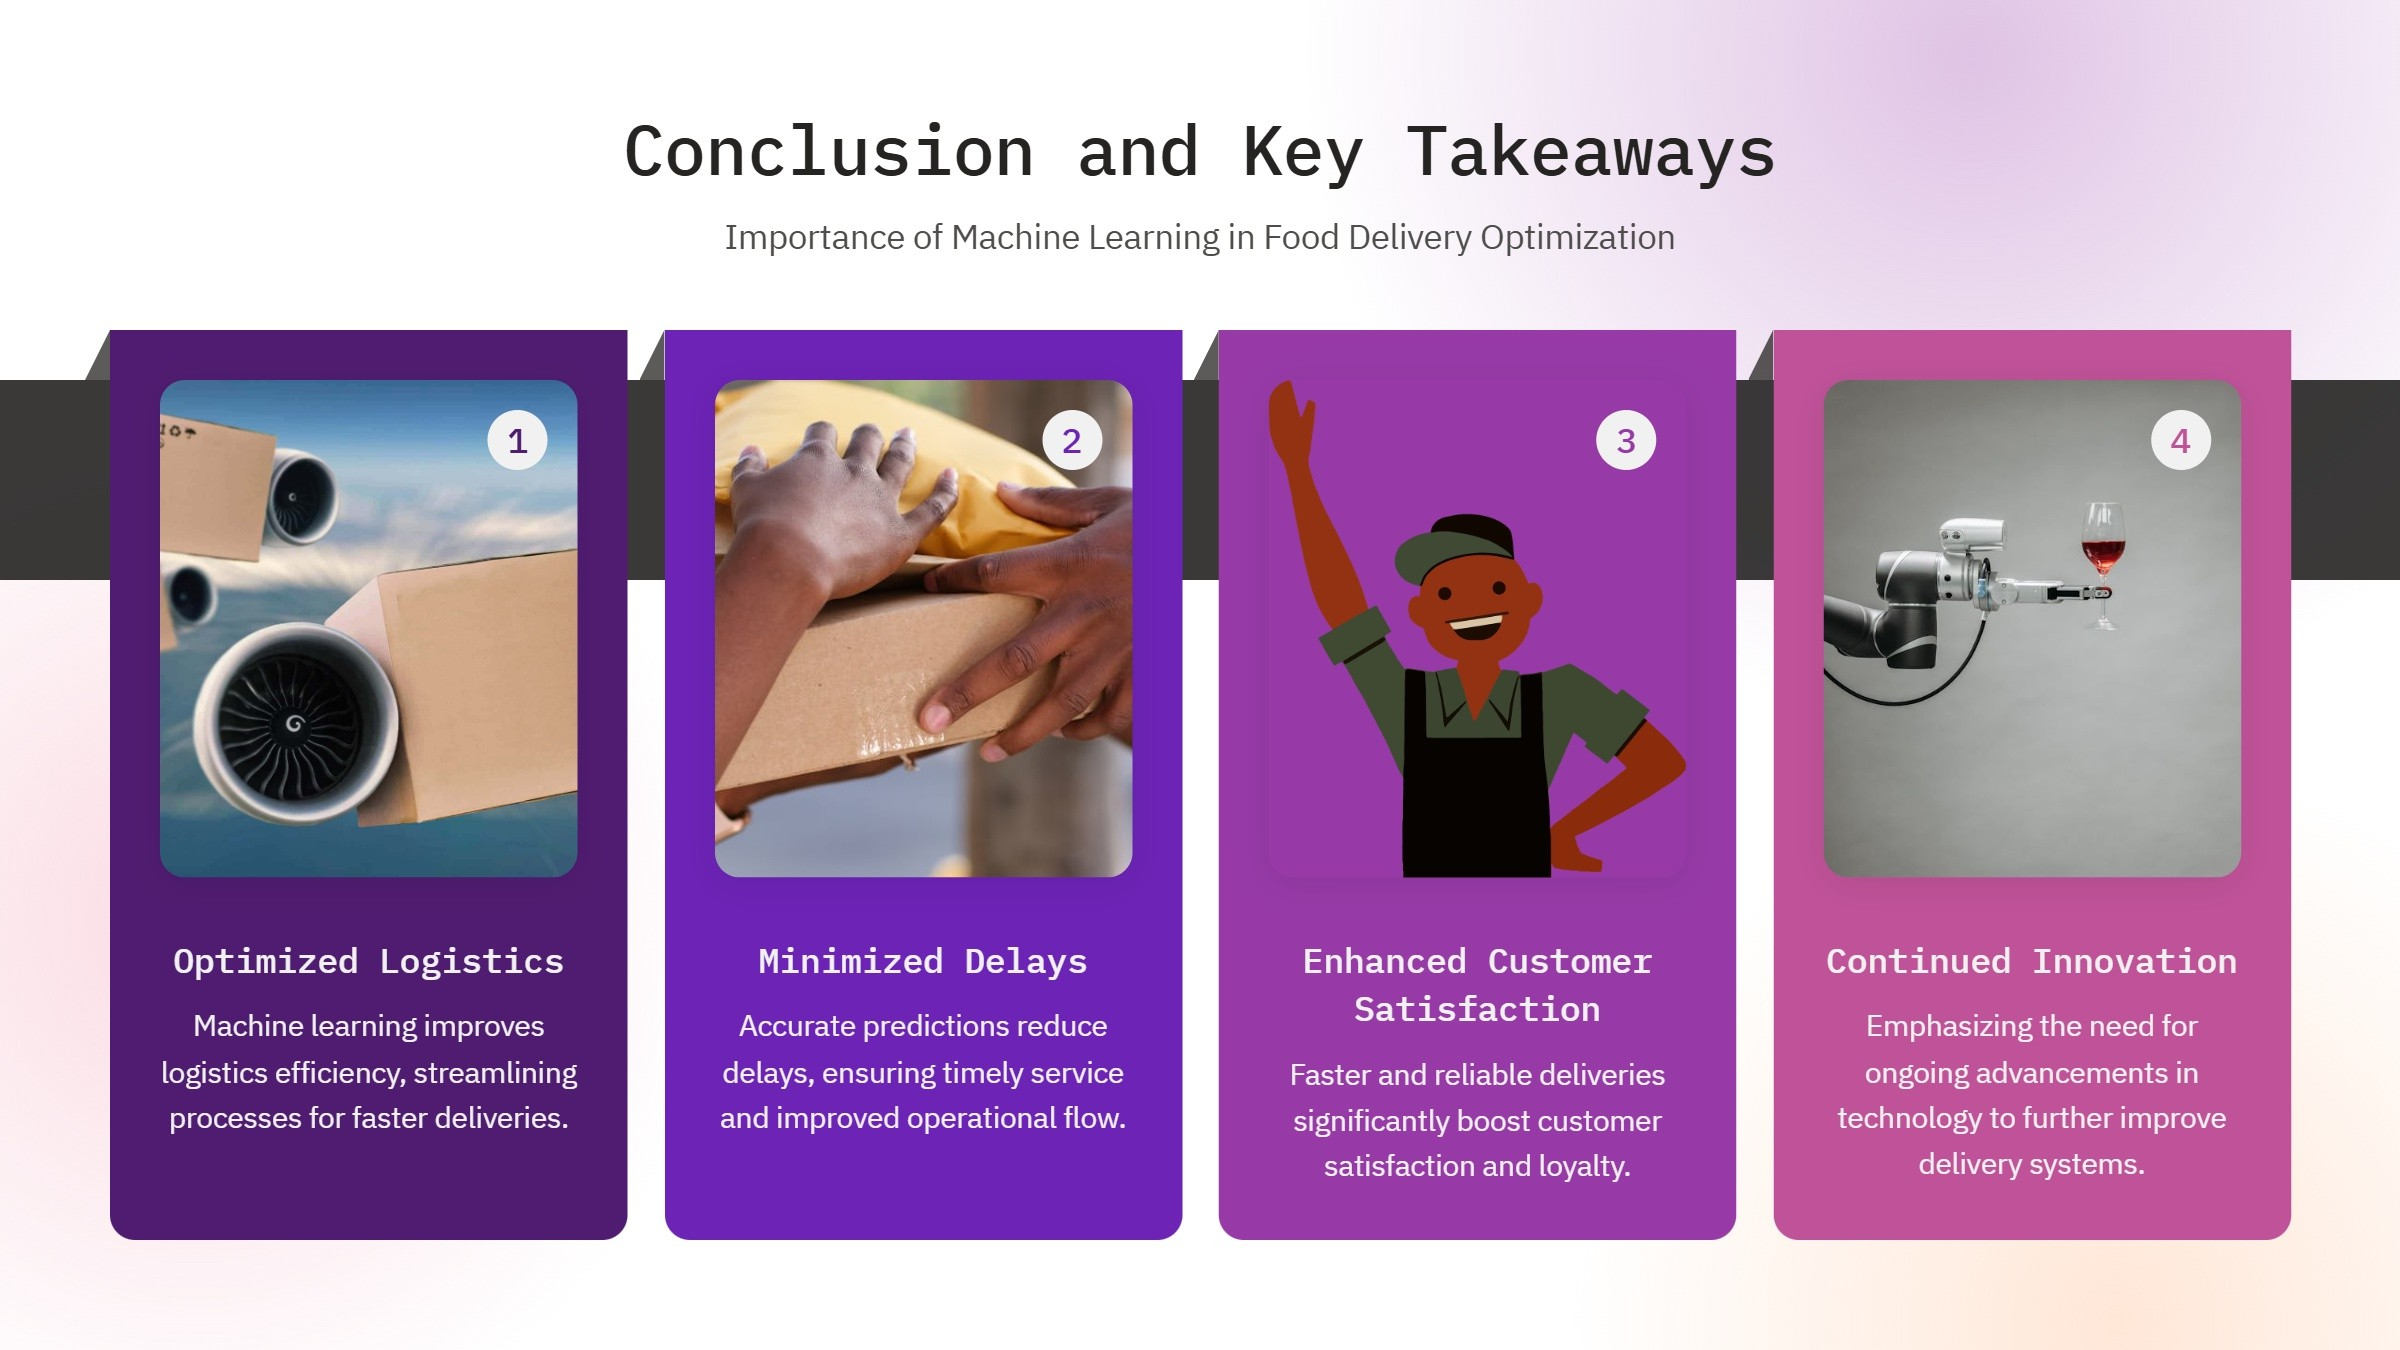 Conclusion and Key Takeaways
Importance of Machine Learning in Food Delivery Optimization
1
Optimized Logistics
Machine learning improves
logistics efficiency, streamlining
processes for faster deliveries.
2
Minimized Delays
Accurate predictions reduce
delays, ensuring timely service
and improved operational flow.
3
Enhanced Customer
Satisfaction
Faster and reliable deliveries
significantly boost customer
satisfaction and loyalty.
4
Continued Innovation
Emphasizing the need for
ongoing advancements in
technology to further improve
delivery systems.